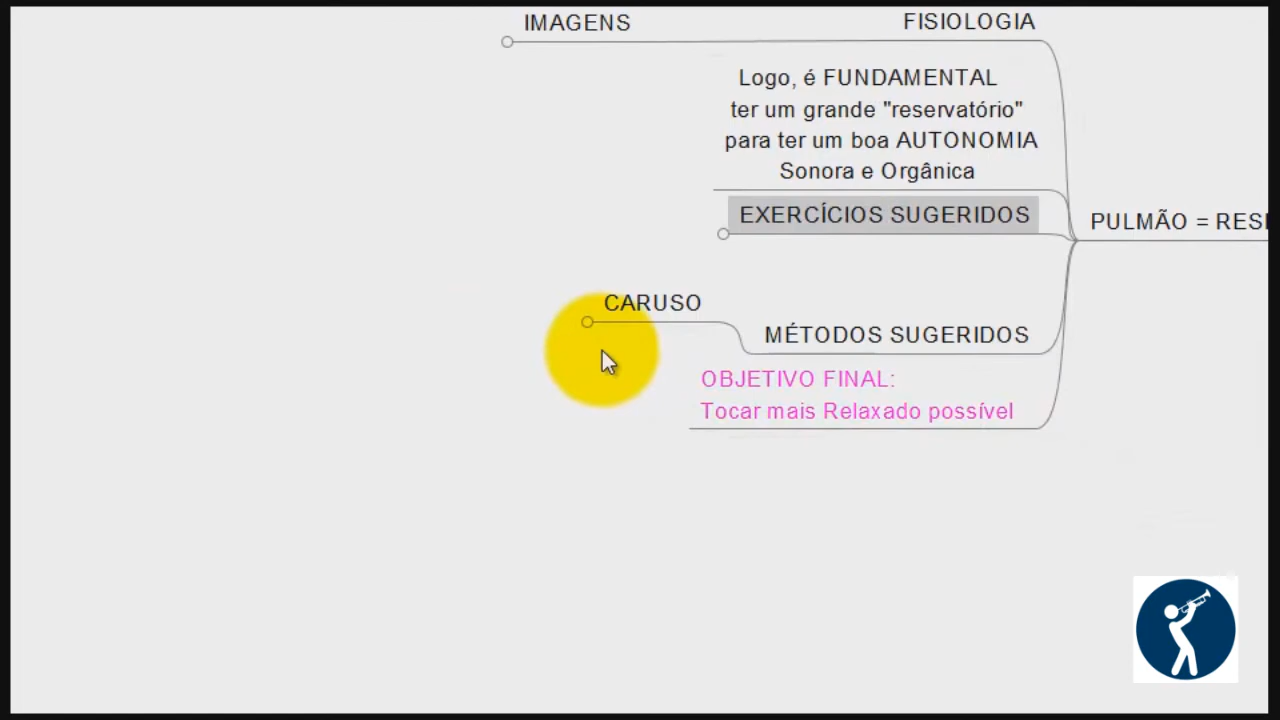 IMAGENS
FISIOLOGIA
Logo, é FUNDAMENTAL
ter um grande "reservatório"
para ter um boa AUTONOMIA
Sonora e Orgânica
EXERCÍCIOS SUGERIDOS
PULMÃO =
CARUSO
MÉTODOS SUGERIDOS
OBJETIVO FINAL:
Tocar mais Relaxado possível